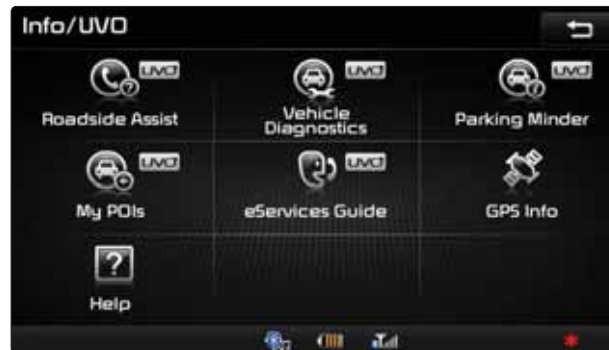 Info/UVO
UVO
Roadside Assist
UVO
Vehicle
Diagnostics
UVO
Parking Minder
UVO
My POIs
UVO
eServices Guide
GPS Info
?
Help